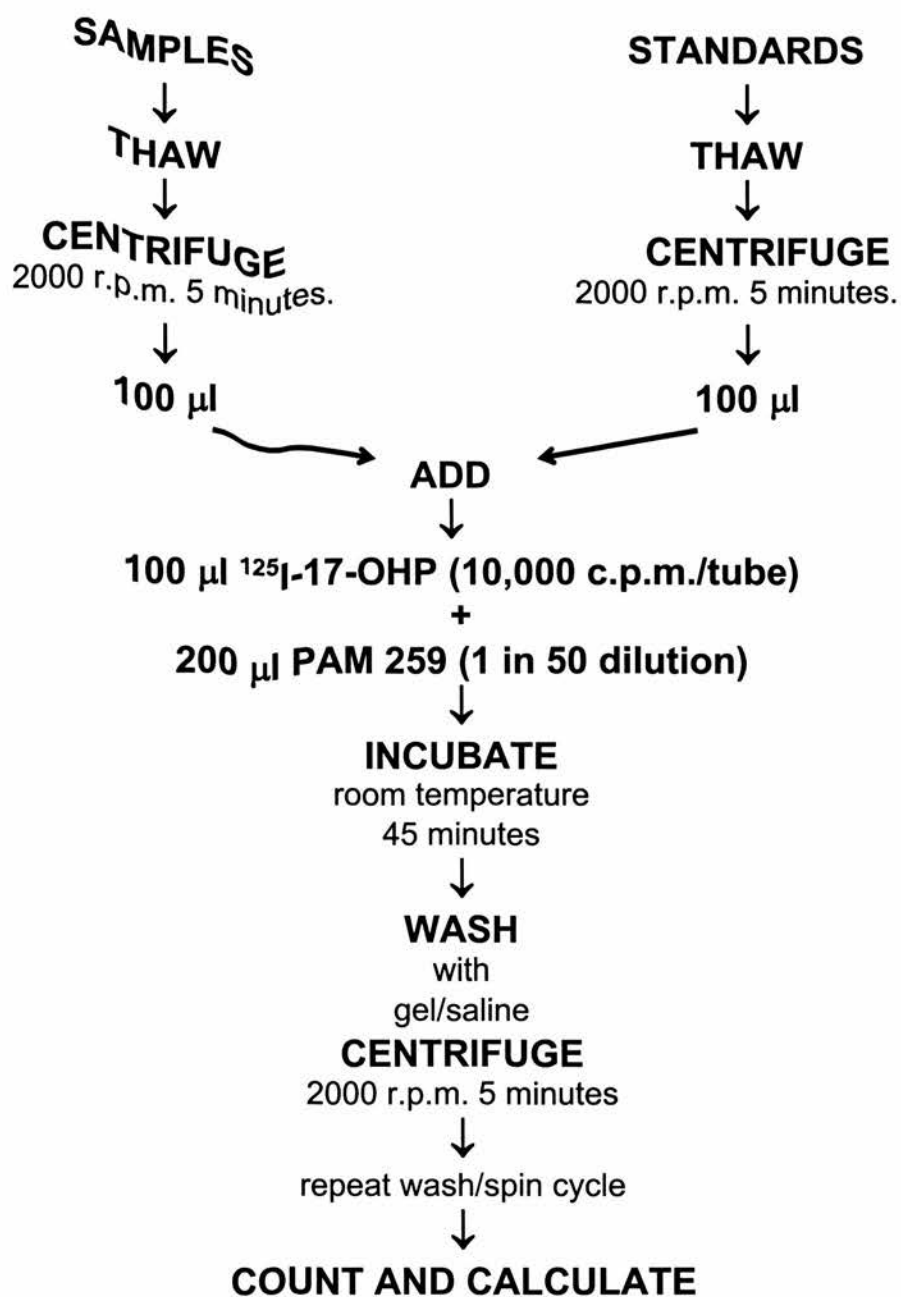 SAMPLES
THAW
CENTRIFUGE
2000 r.p.m. 5 minutes.
100 µl
STANDARDS
THAW
CENTRIFUGE
2000 r.p.m. 5 minutes.
100 µl
ADD
100 µl ¹²⁵I-17-OHP (10,000 c.p.m./tube)
+
200 µl PAM 259 (1 in 50 dilution)
INCUBATE
room temperature
45 minutes
WASH
with
gel/saline
CENTRIFUGE
2000 r.p.m. 5 minutes
repeat wash/spin cycle
COUNT AND CALCULATE